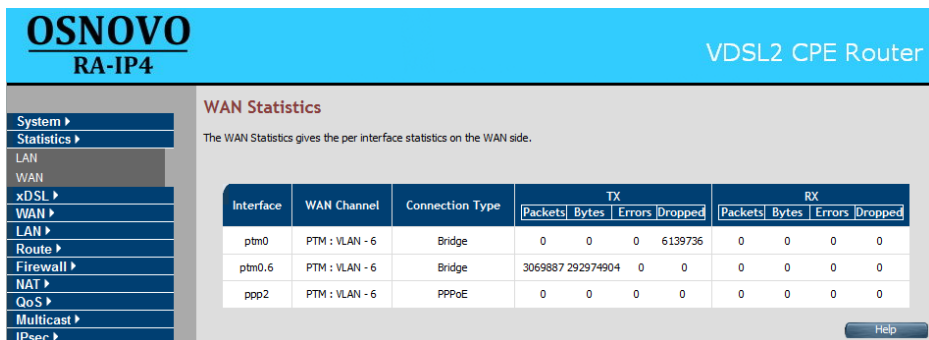 OSNOVO
RA-IP4
VDSL2 CPE Router
System
Statistics
LAN
WAN
xDSL
WAN
LAN
Route
Firewall
NAT
QoS
Multicast
IPsec
WAN Statistics
The WAN Statistics gives the per interface statistics on the WAN side.
Interface WAN Channel Connection Type TX RX
Packets Bytes Errors Dropped Packets Bytes Errors Dropped
ptm0 PTM : VLAN - 6 Bridge 0 0 0 6139736 0 0 0 0
ptm0.6 PTM : VLAN - 6 Bridge 3069887 292974904 0 0 0 0 0 0
ppp2 PTM : VLAN - 6 PPPoE 0 0 0 0 0 0 0 0
Help